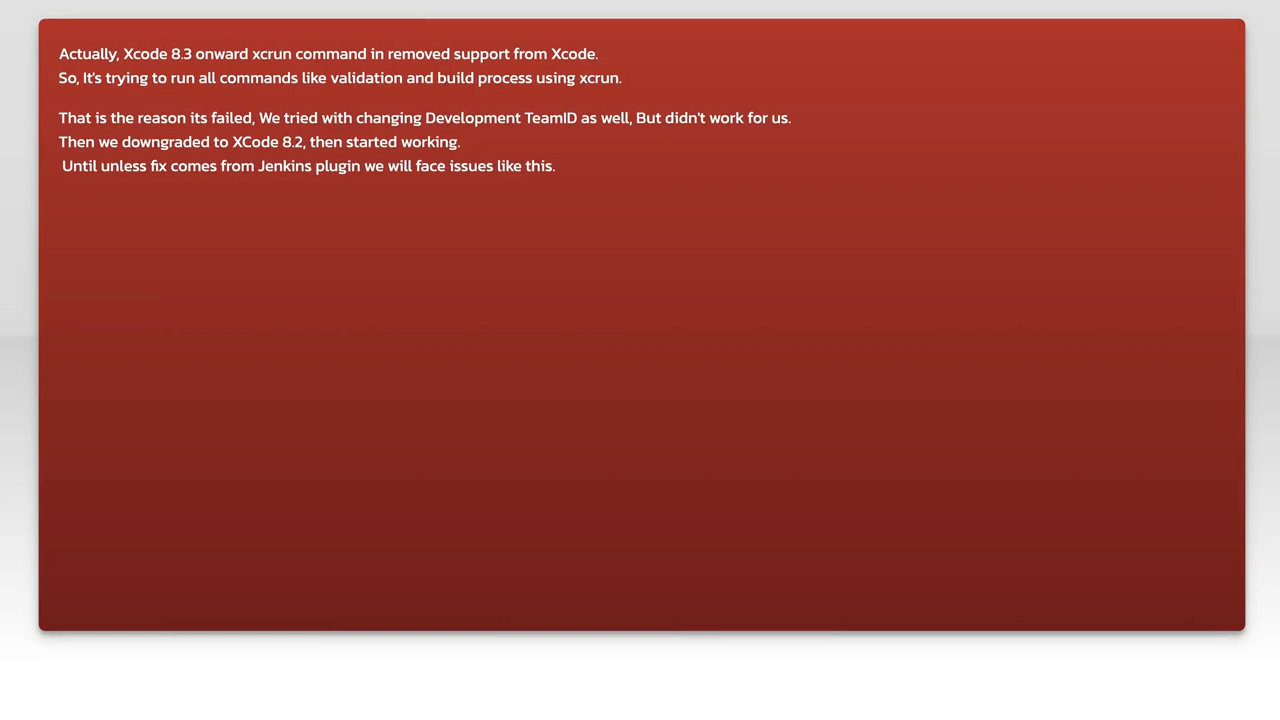 Actually, Xcode 8.3 onward xcrun command in removed support from Xcode.
So, It's trying to run all commands like validation and build process using xcrun.
That is the reason its failed, We tried with changing Development TeamID as well, But didn't work for us.
Then we downgraded to XCode 8.2, then started working.
Until unless fix comes from Jenkins plugin we will face issues like this.